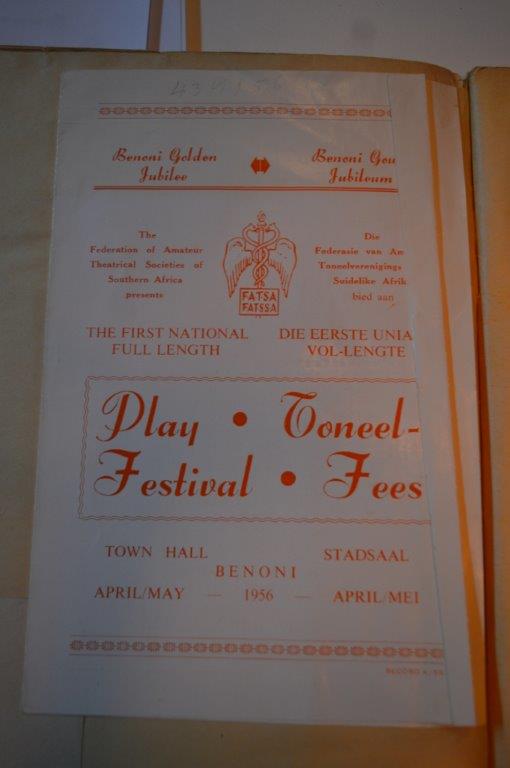 Benoni Golden Jubilee
Benoni Gou
Jubileum
The
Federation of Amateur
Theatrical Societies of
Southern Africa
presents
FATSA
FATSSA
Die
Federasie van Am
Toneelverenigings
Suidelike Afrik
bied aan
THE FIRST NATIONAL
FULL LENGTH
DIE EERSTE UNIA
VOL-LENGTE
Play • Toneel-
Festival • Fees
TOWN HALL STADSAAL
BENONI
APRIL/MAY — 1956 — APRIL/MEI